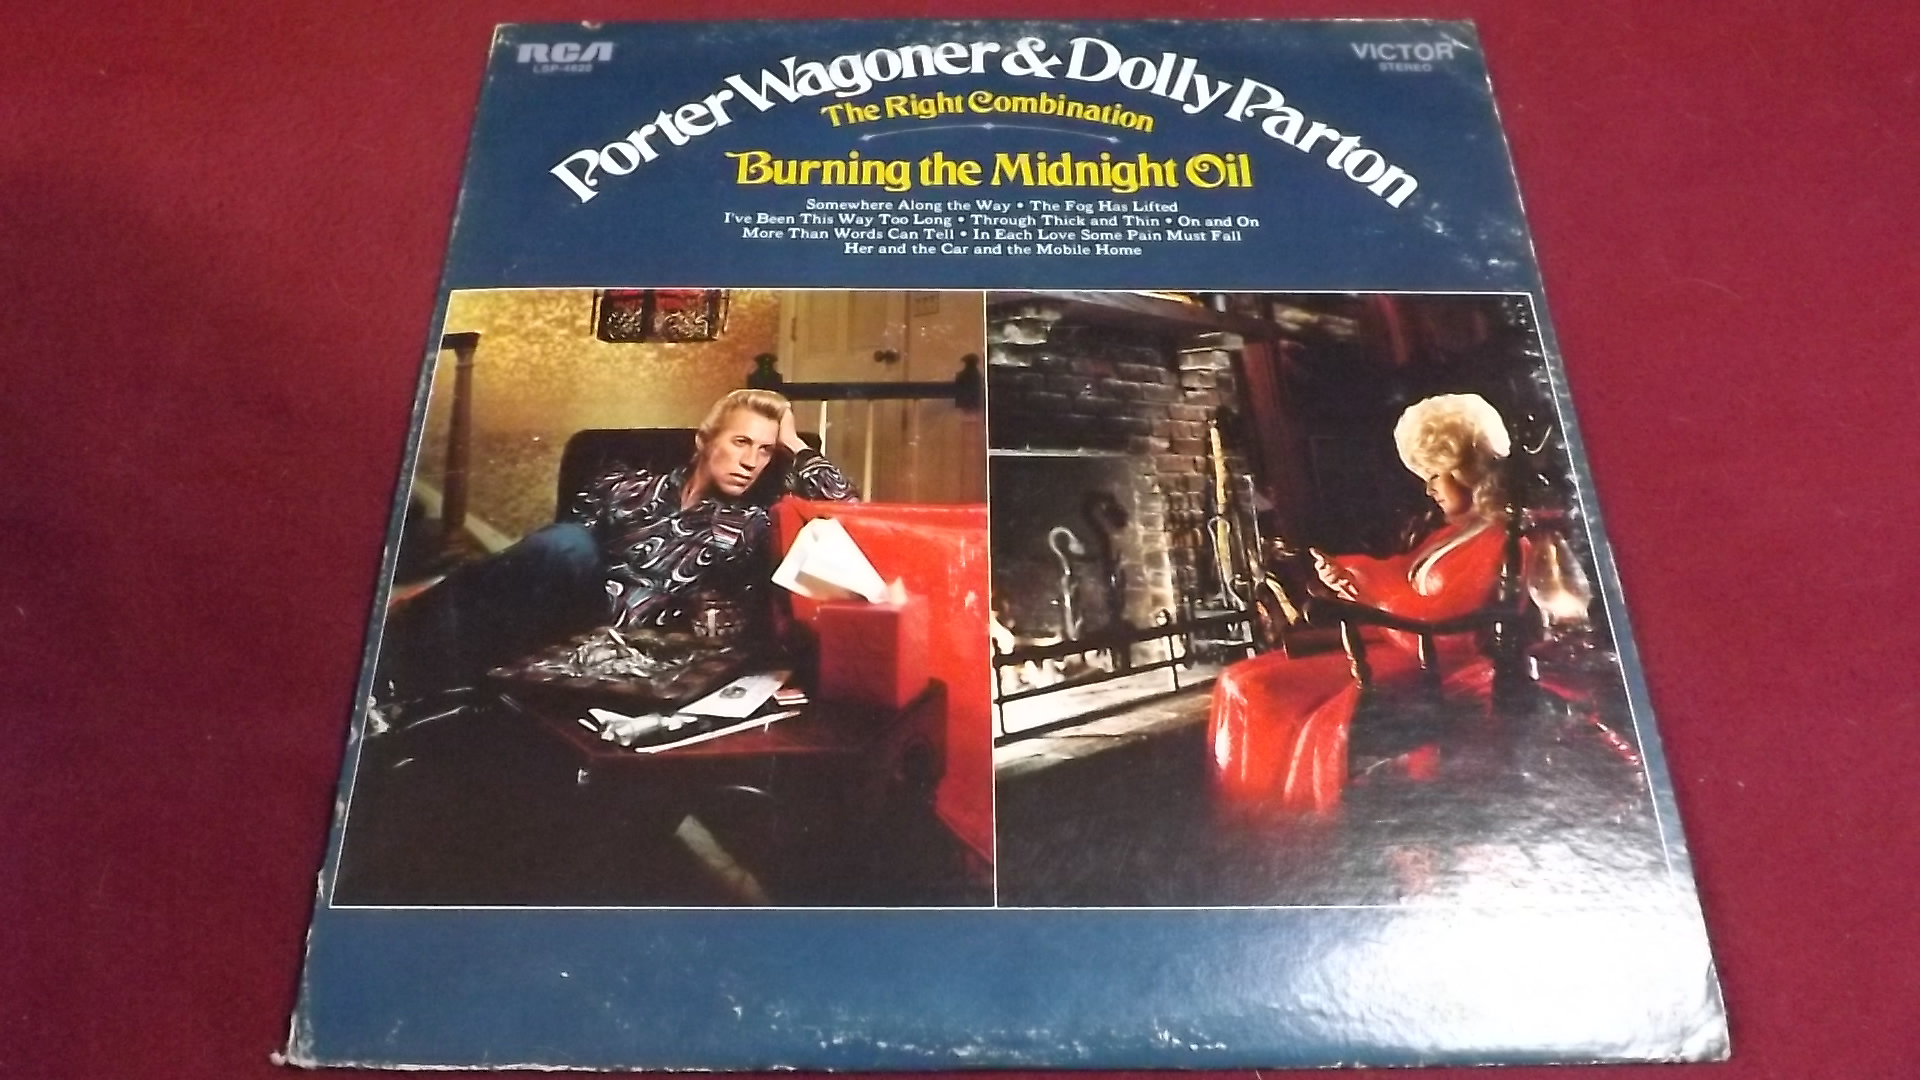 RCA
LSP-4628
VICTOR
STEREO
Porter Wagoner & Dolly Parton
The Right Combination
Burning the Midnight Oil
Somewhere Along the Way • The Fog Has Lifted
I've Been This Way Too Long • Through Thick and Thin • On and On
More Than Words Can Tell • In Each Love Some Pain Must Fall
Her and the Car and the Mobile Home